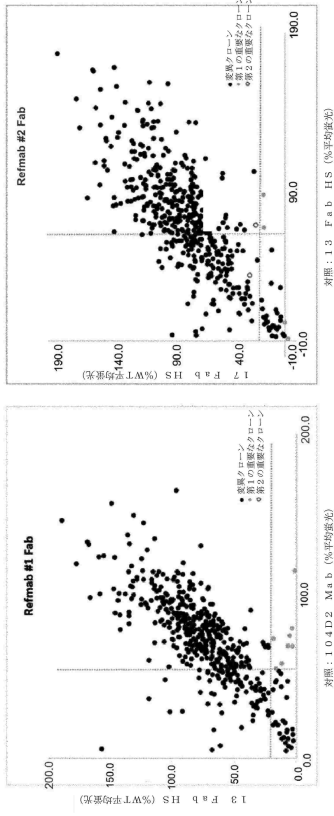 Refmab #1 Fab
13 Fab HS (%WT平均蛍光)
200.0
150.0
100.0
50.0
0.0
100.0
200.0
変異クローン
第1の重要なクローン
第2の重要なクローン
対照：104D2 Mab (%平均蛍光)
Refmab #2 Fab
17 Fab HS (%WT平均蛍光)
190.0
140.0
90.0
40.0
-10.0
-10.0
90.0
190.0
変異クローン
第1の重要なクローン
第2の重要なクローン
対照：13 Fab HS (%平均蛍光)